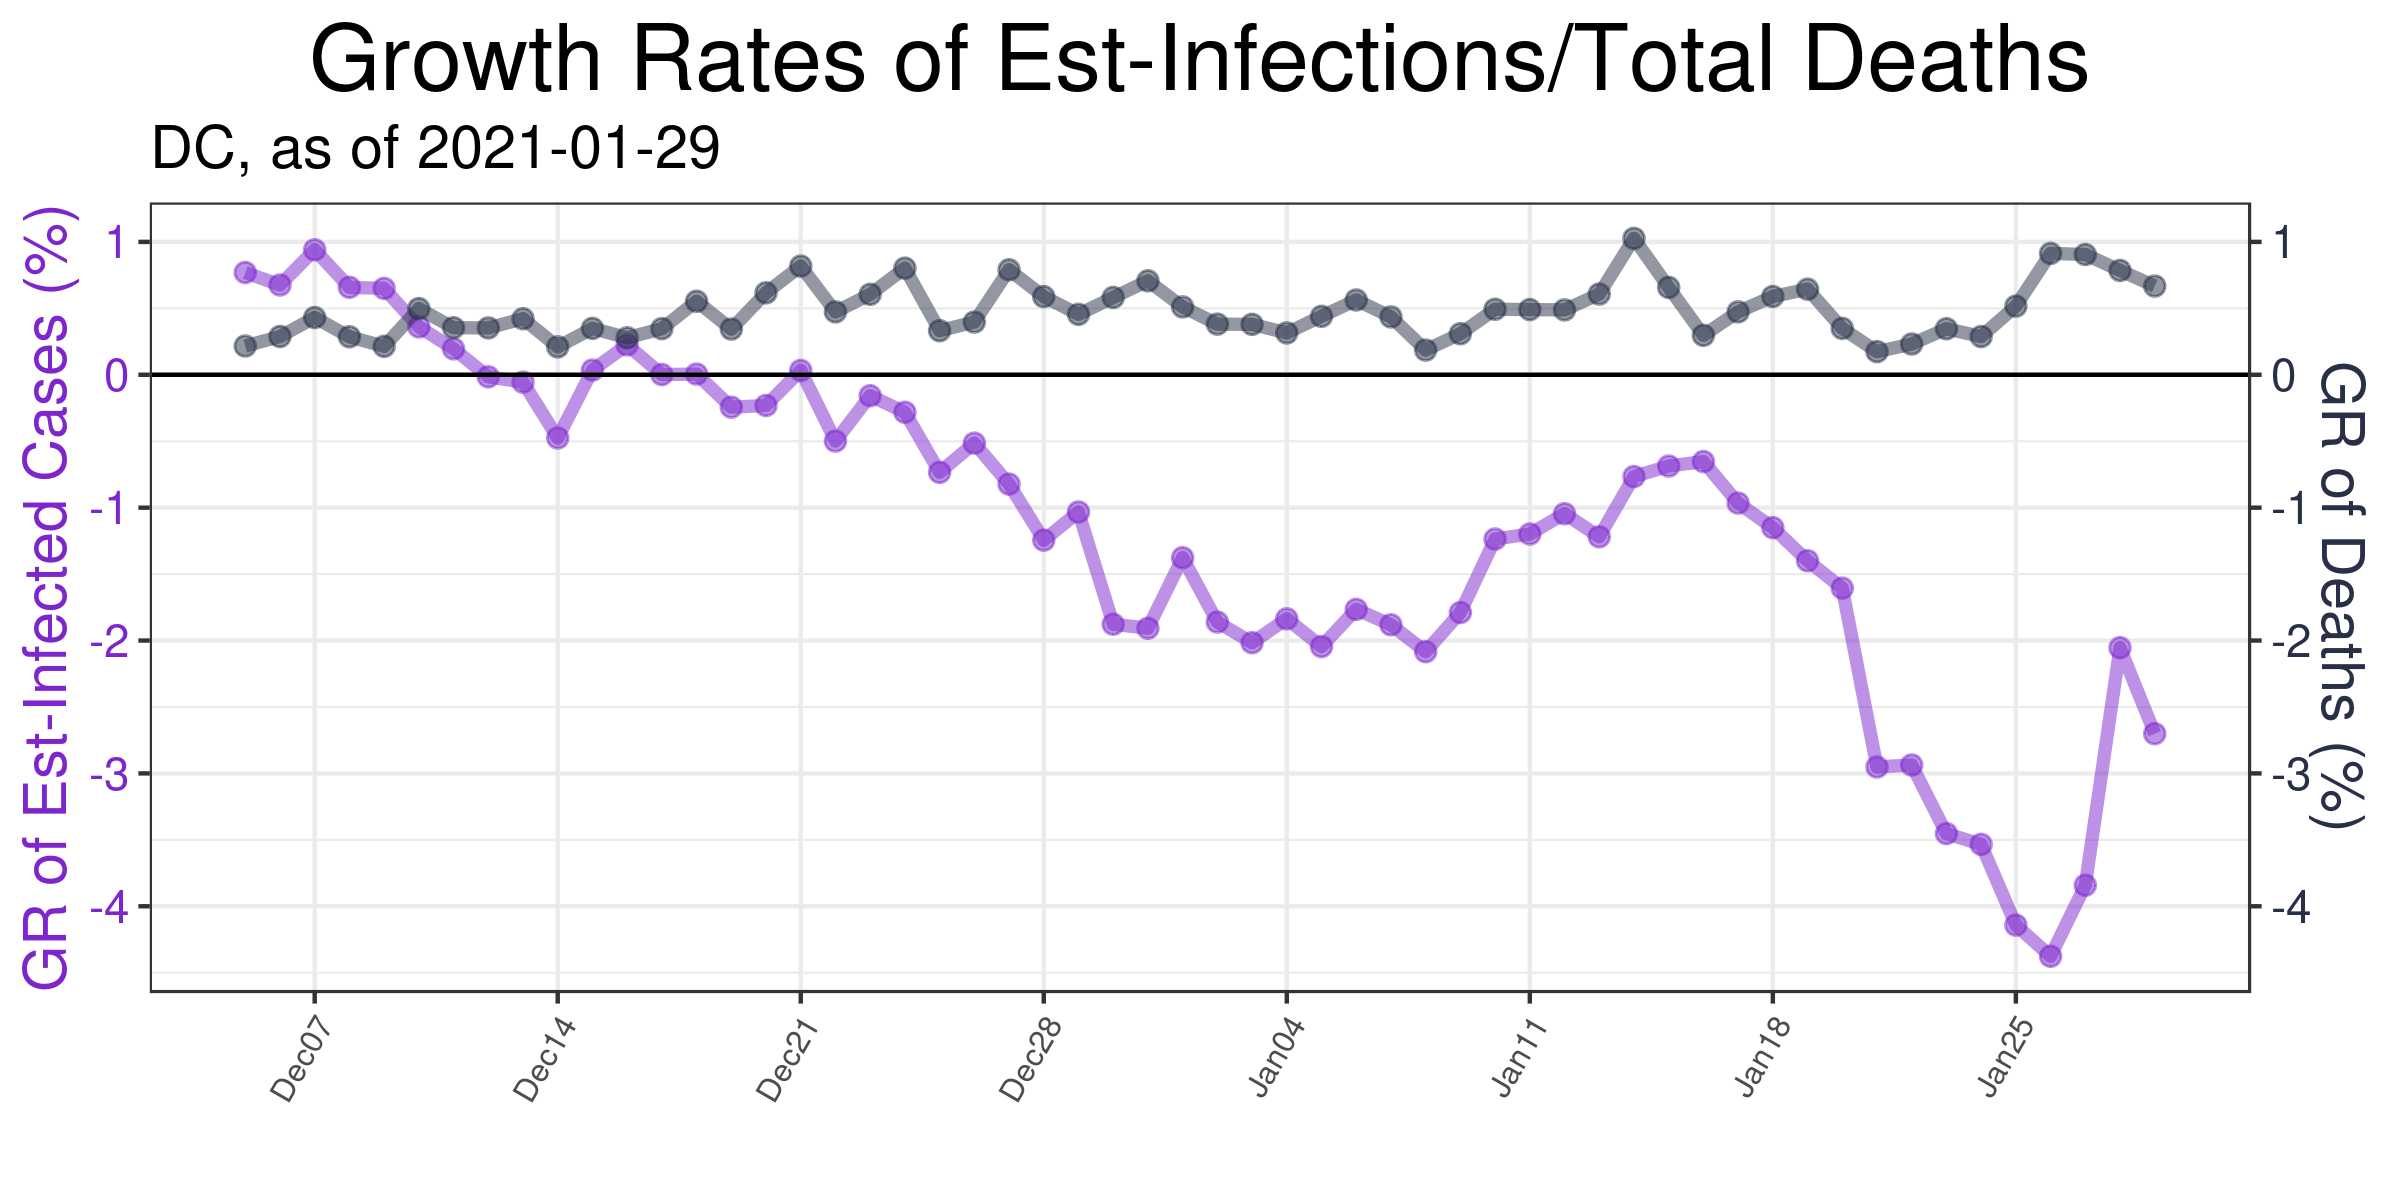 Growth Rates of Est-Infections/Total Deaths
DC, as of 2021-01-29
GR of Est-Infected Cases (%)
1
0
-1
-2
-3
-4
1
0
-1
-2
-3
-4
GR of Deaths (%)
Dec07
Dec14
Dec21
Dec28
Jan04
Jan11
Jan18
Jan25